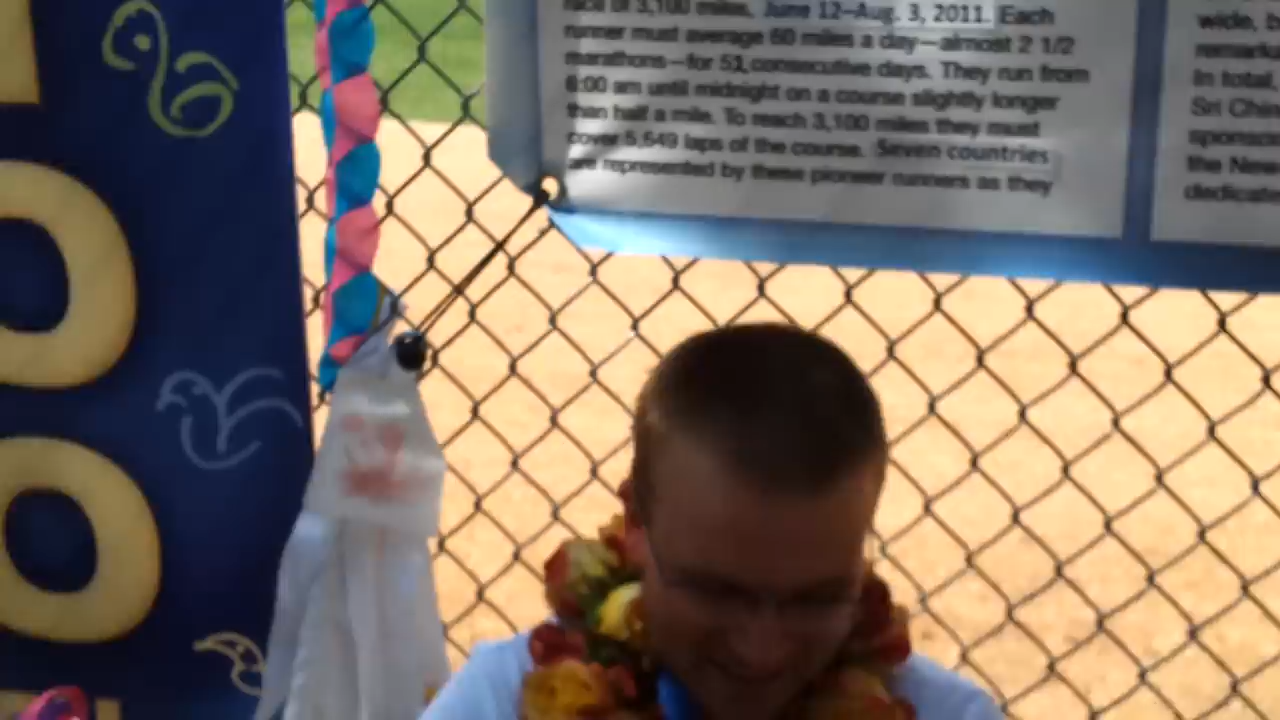 race of 3,100 miles, June 12–Aug. 3, 2011. Each
runner must average 60 miles a day—almost 2 1/2
marathons—for 52 consecutive days. They run from
6:00 am until midnight on a course slightly longer
than half a mile. To reach 3,100 miles they must
cover 5,649 laps of the course. Seven countries
are represented by these pioneer runners as they
wide,
In total,
Sri
the New